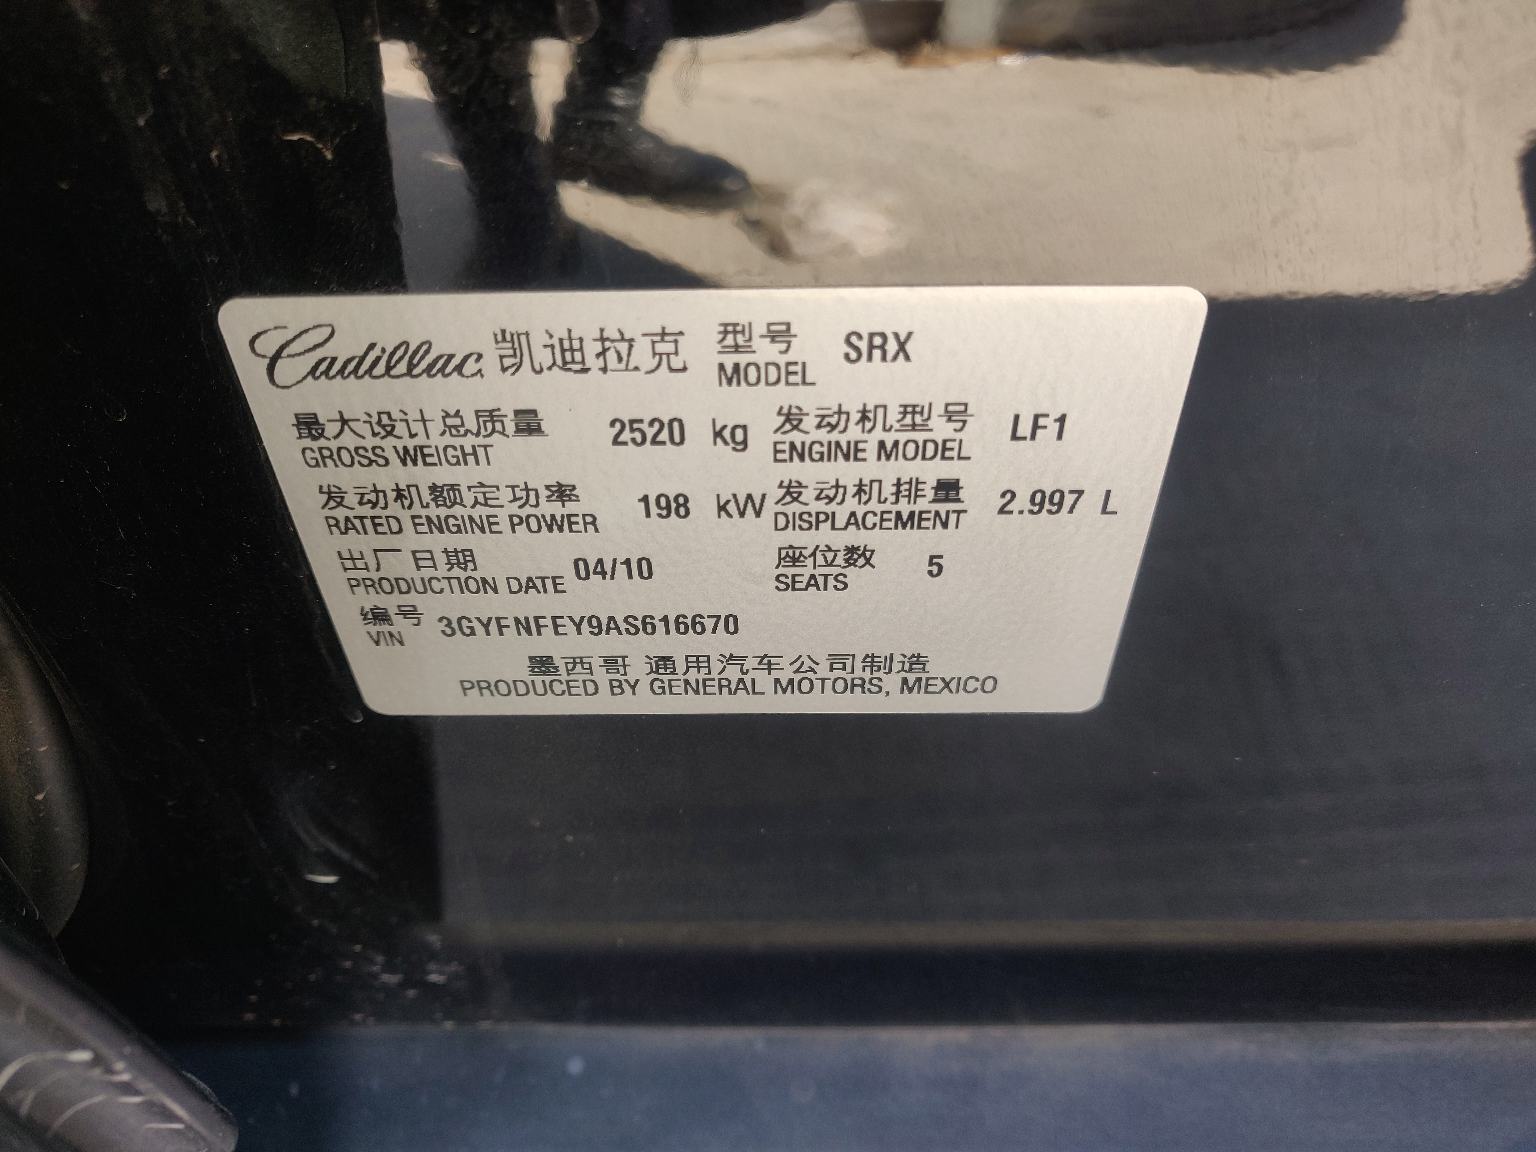 Cadillac 凯迪拉克 型号 MODEL SRX
最大设计总质量 GROSS WEIGHT 2520 kg 发动机型号 ENGINE MODEL LF1
发动机额定功率 RATED ENGINE POWER 198 kW 发动机排量 DISPLACEMENT 2.997 L
出厂日期 PRODUCTION DATE 04/10 座位数 SEATS 5
编号 VIN 3GYFNFEY9AS616670
墨西哥 通用汽车公司制造
PRODUCED BY GENERAL MOTORS, MEXICO